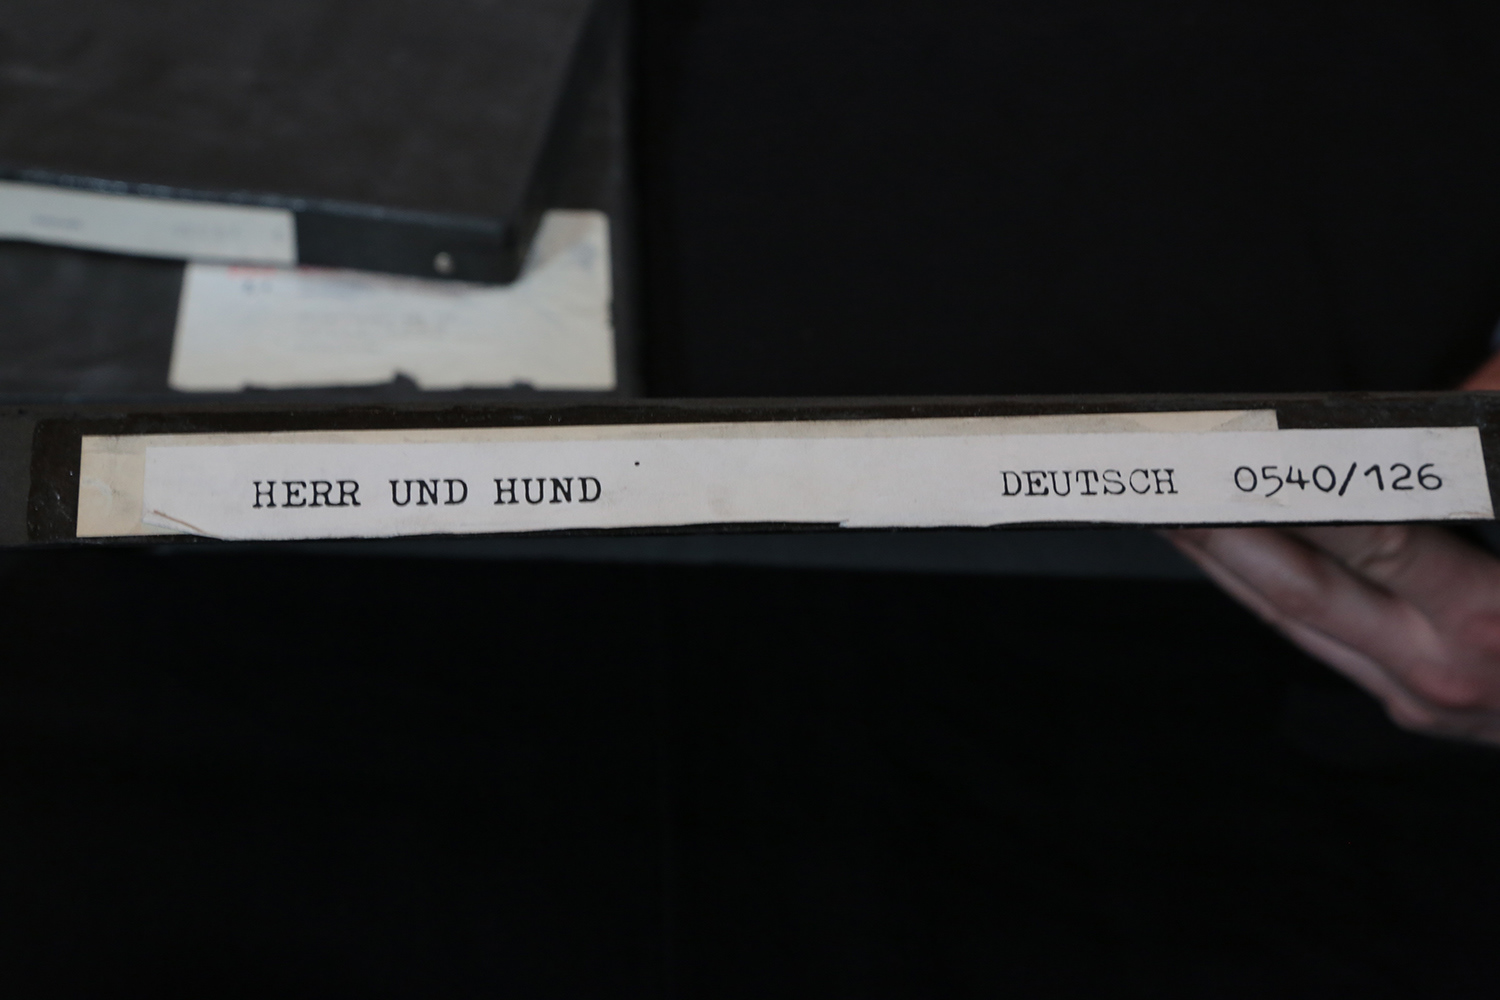 HERR UND HUND DEUTSCH 0540/126